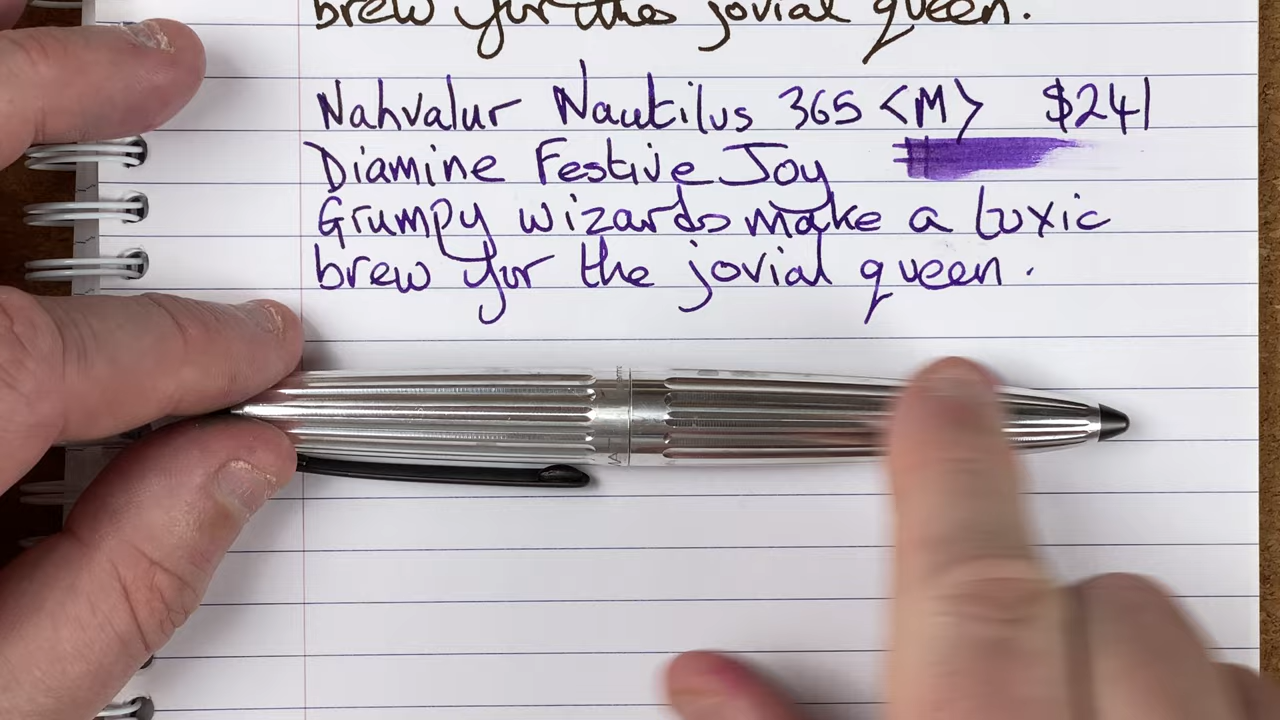 brew for the jovial queen.
Nahvalur Nautilus 365 <M> $241
Diamine Festive Joy
Grumpy wizards make a toxic
brew for the jovial queen.